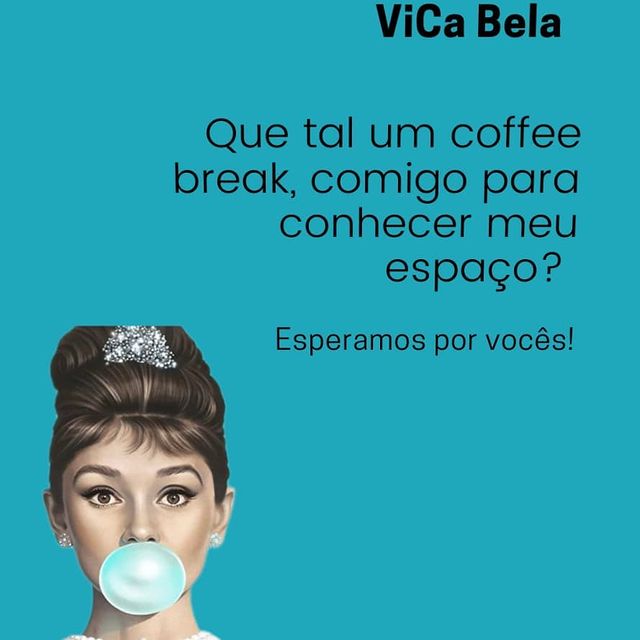 ViCa Bela
Que tal um coffee
break, comigo para
conhecer meu
espaço?
Esperamos por vocês!